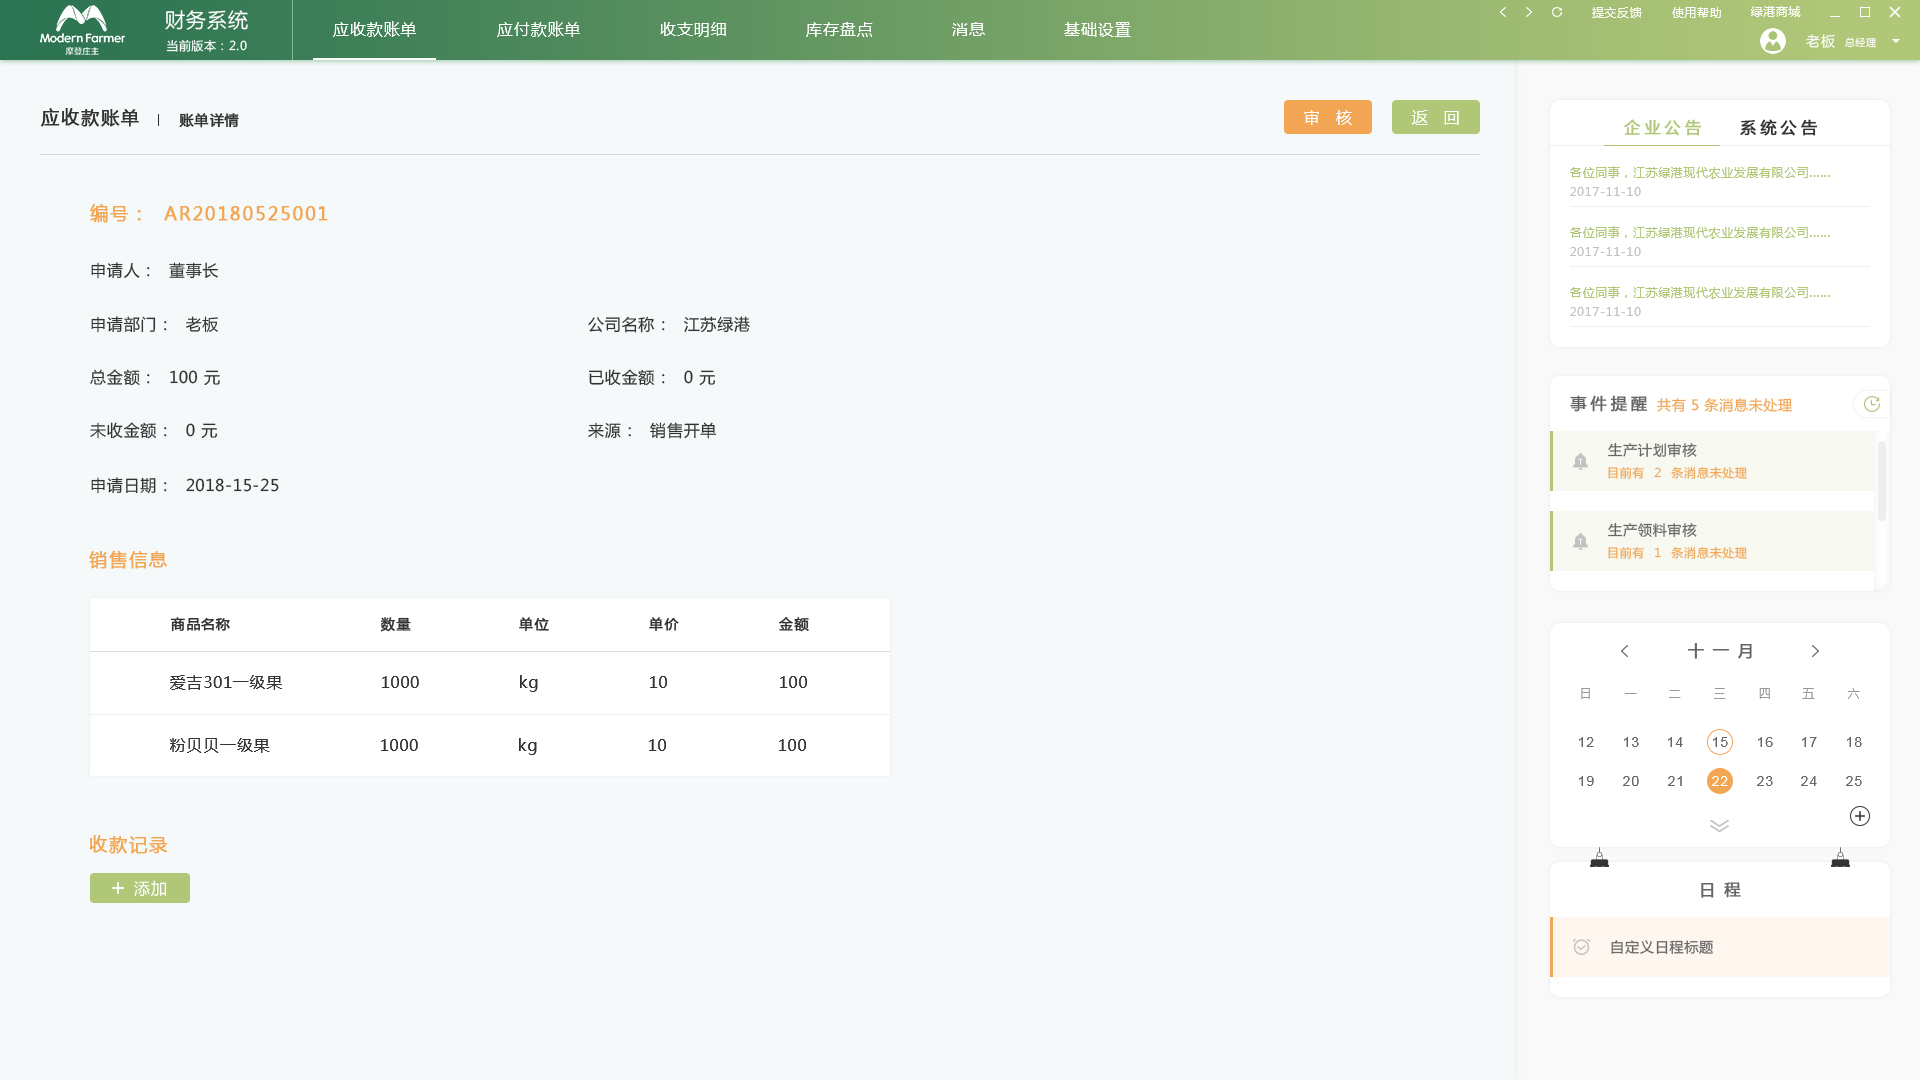 Modern Farmer
摩登庄主
财务系统
当前版本：2.0
应收款账单
应付款账单
收支明细
库存盘点
消息
基础设置
提交反馈
使用帮助
绿港商城
老板 总经理
应收款账单
账单详情
审 核
返 回
编号： AR20180525001
申请人： 董事长
申请部门： 老板
公司名称： 江苏绿港
总金额： 100 元
已收金额： 0 元
未收金额： 0 元
来源： 销售开单
申请日期： 2018-15-25
销售信息
商品名称 数量 单位 单价 金额
爱吉301一级果 1000 kg 10 100
粉贝贝一级果 1000 kg 10 100
收款记录
+ 添加
企业公告 系统公告
各位同事，江苏绿港现代农业发展有限公司……
2017-11-10
各位同事，江苏绿港现代农业发展有限公司……
2017-11-10
各位同事，江苏绿港现代农业发展有限公司……
2017-11-10
事件提醒 共有 5 条消息未处理
生产计划审核
目前有 2 条消息未处理
生产领料审核
目前有 1 条消息未处理
十一月
日 一 二 三 四 五 六
12 13 14 15 16 17 18
19 20 21 22 23 24 25
日 程
自定义日程标题